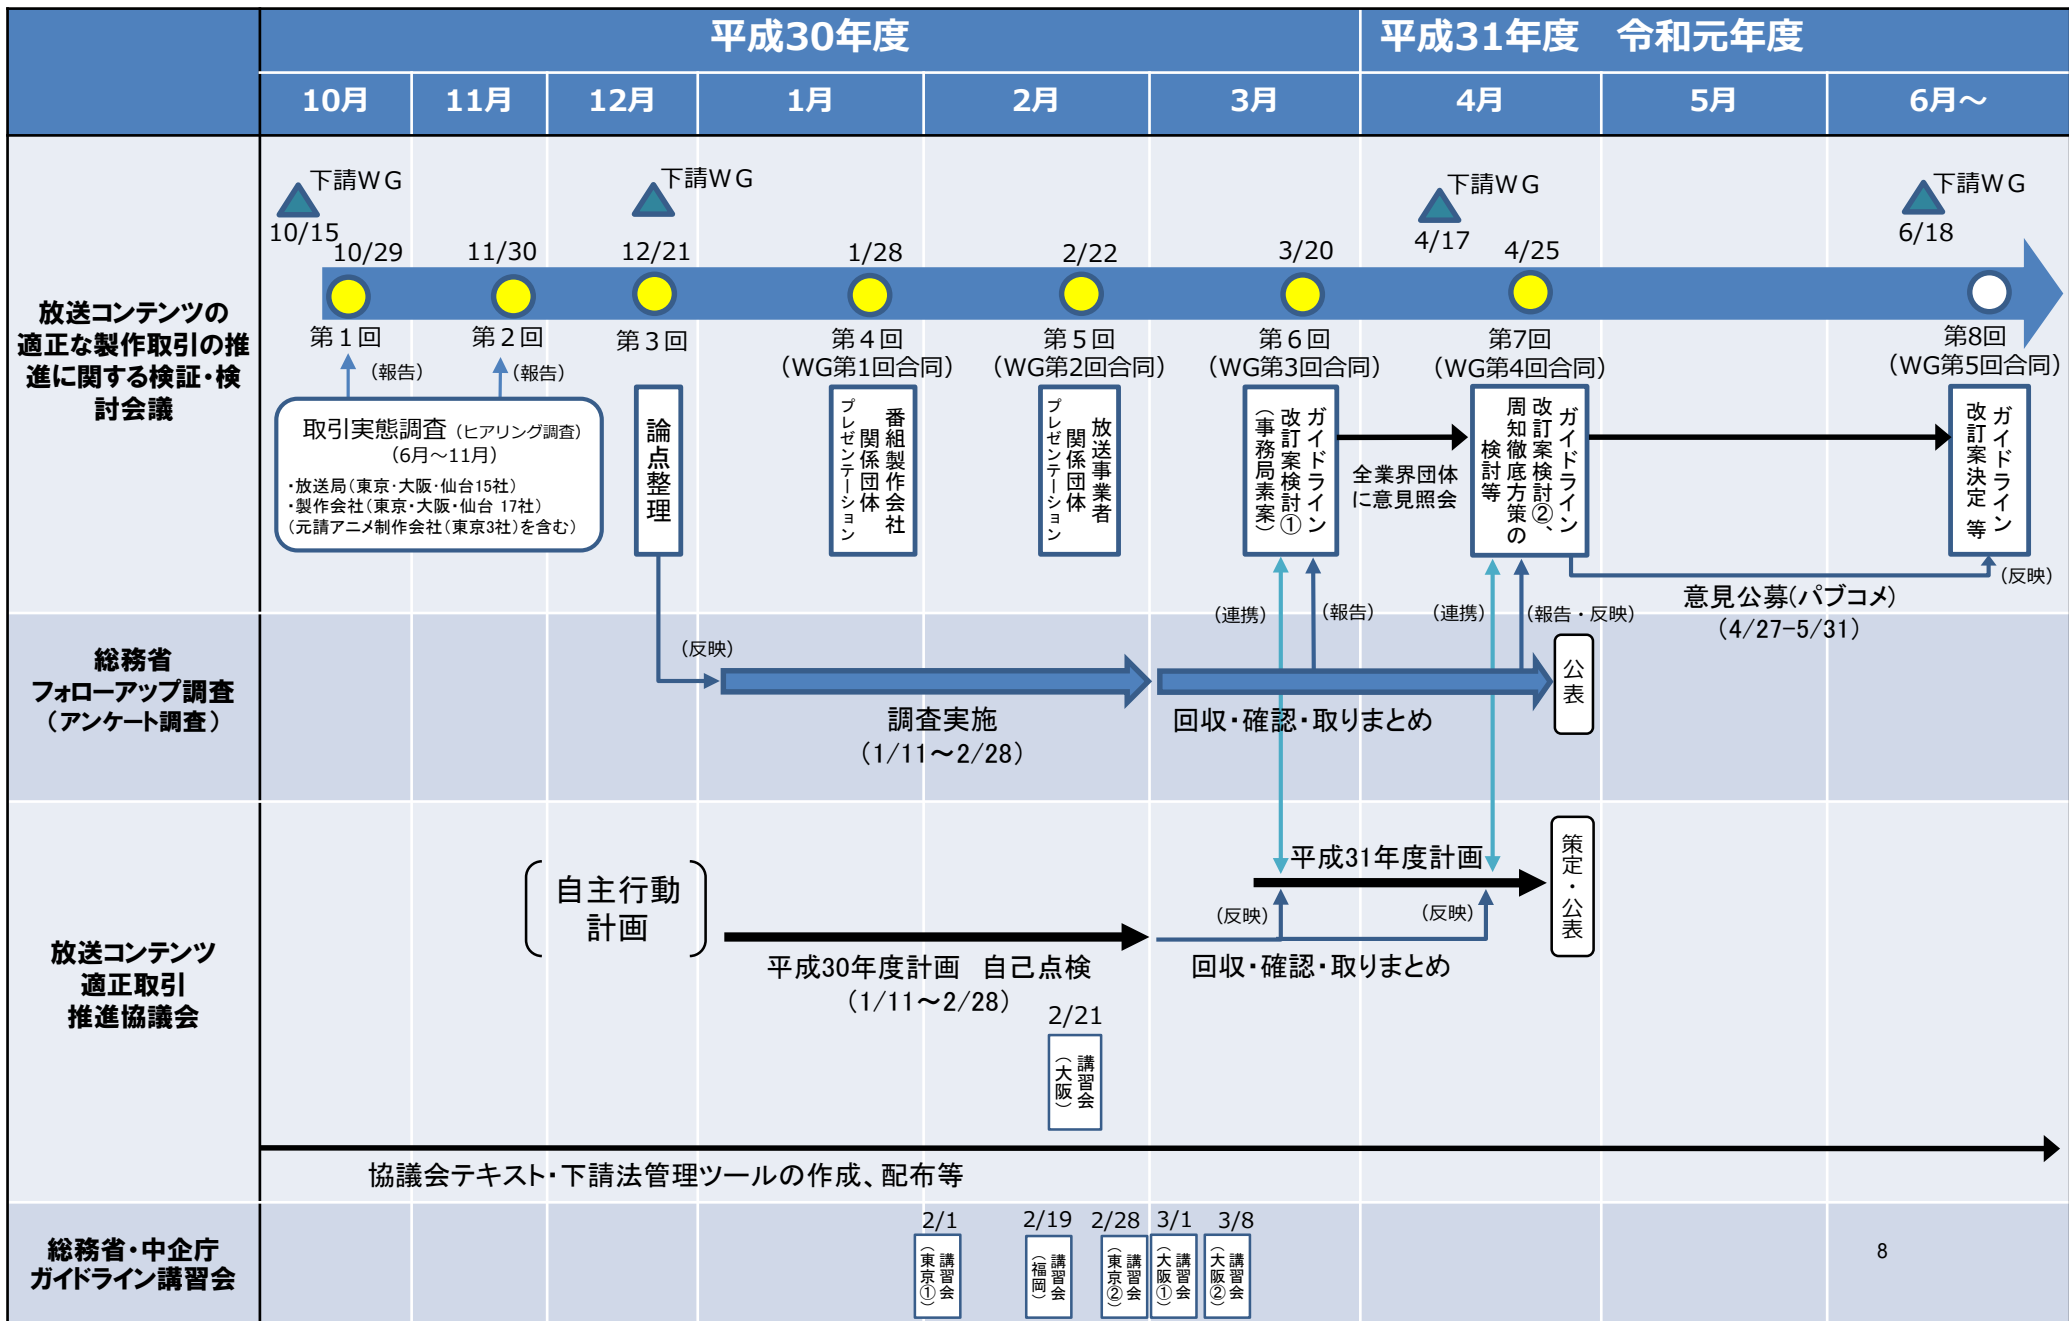 平成30年度
平成31年度　令和元年度
10月
11月
12月
1月
2月
3月
4月
5月
6月～
放送コンテンツの
適正な製作取引の推
進に関する検証・検
討会議
下請ＷＧ
10/15
下請ＷＧ
下請ＷＧ
4/17
下請ＷＧ
6/18
10/29
11/30
12/21
1/28
2/22
3/20
4/25
第１回
第２回
第３回
第４回
(WG第1回合同)
第５回
(WG第2回合同)
第６回
(WG第3回合同)
第7回
(WG第4回合同)
第8回
(WG第5回合同)
（報告）
（報告）
取引実態調査（ヒアリング調査）
(6月～11月)
・放送局（東京・大阪・仙台15社）
・製作会社（東京・大阪・仙台 17社）
（元請アニメ制作会社（東京3社）を含む）
論点整理
番組製作会社
関係団体
プレゼンテーション
放送事業者
関係団体
プレゼンテーション
ガイドライン
改訂案検討①
（事務局素案）
全業界団体
に意見照会
ガイドライン
改訂案検討②、
周知徹底方策の
検討等
ガイドライン
改訂案決定 等
（反映）
意見公募(パブコメ)
(4/27-5/31)
（連携）
（報告）
（連携）
（報告・反映）
総務省
フォローアップ調査
（アンケート調査）
（反映）
調査実施
(1/11～2/28)
回収・確認・取りまとめ
公表
放送コンテンツ
適正取引
推進協議会
自主行動
計画
平成31年度計画
策定・公表
（反映）
（反映）
平成30年度計画　自己点検
(1/11～2/28)
回収・確認・取りまとめ
2/21
講習会
（大阪）
協議会テキスト・下請法管理ツールの作成、配布等
総務省・中企庁
ガイドライン講習会
2/1
講習会
（東京①）
2/19
講習会
（福岡）
2/28
講習会
（東京②）
3/1
講習会
（大阪①）
3/8
講習会
（大阪②）
8